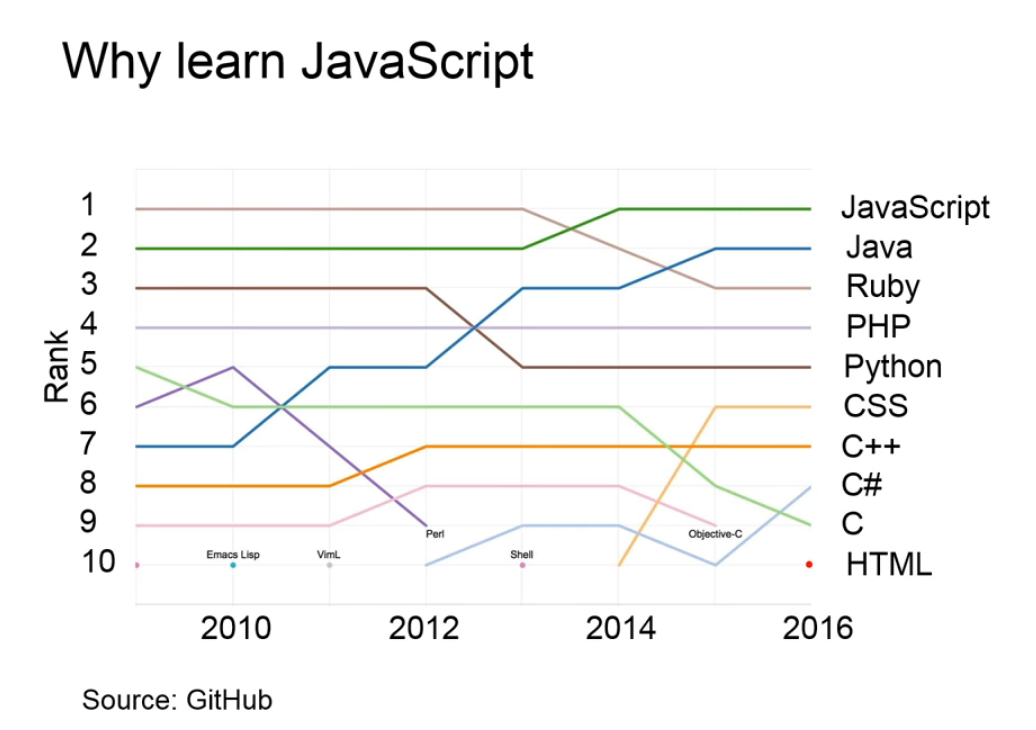 Why learn JavaScript
1
JavaScript
2
Java
3
Ruby
4
PHP
Rank
5
Python
6
CSS
7
C++
8
C#
9
C
Perl
Objective-C
Emacs Lisp
VimL
Shell
10
HTML
2010
2012
2014
2016
Source: GitHub